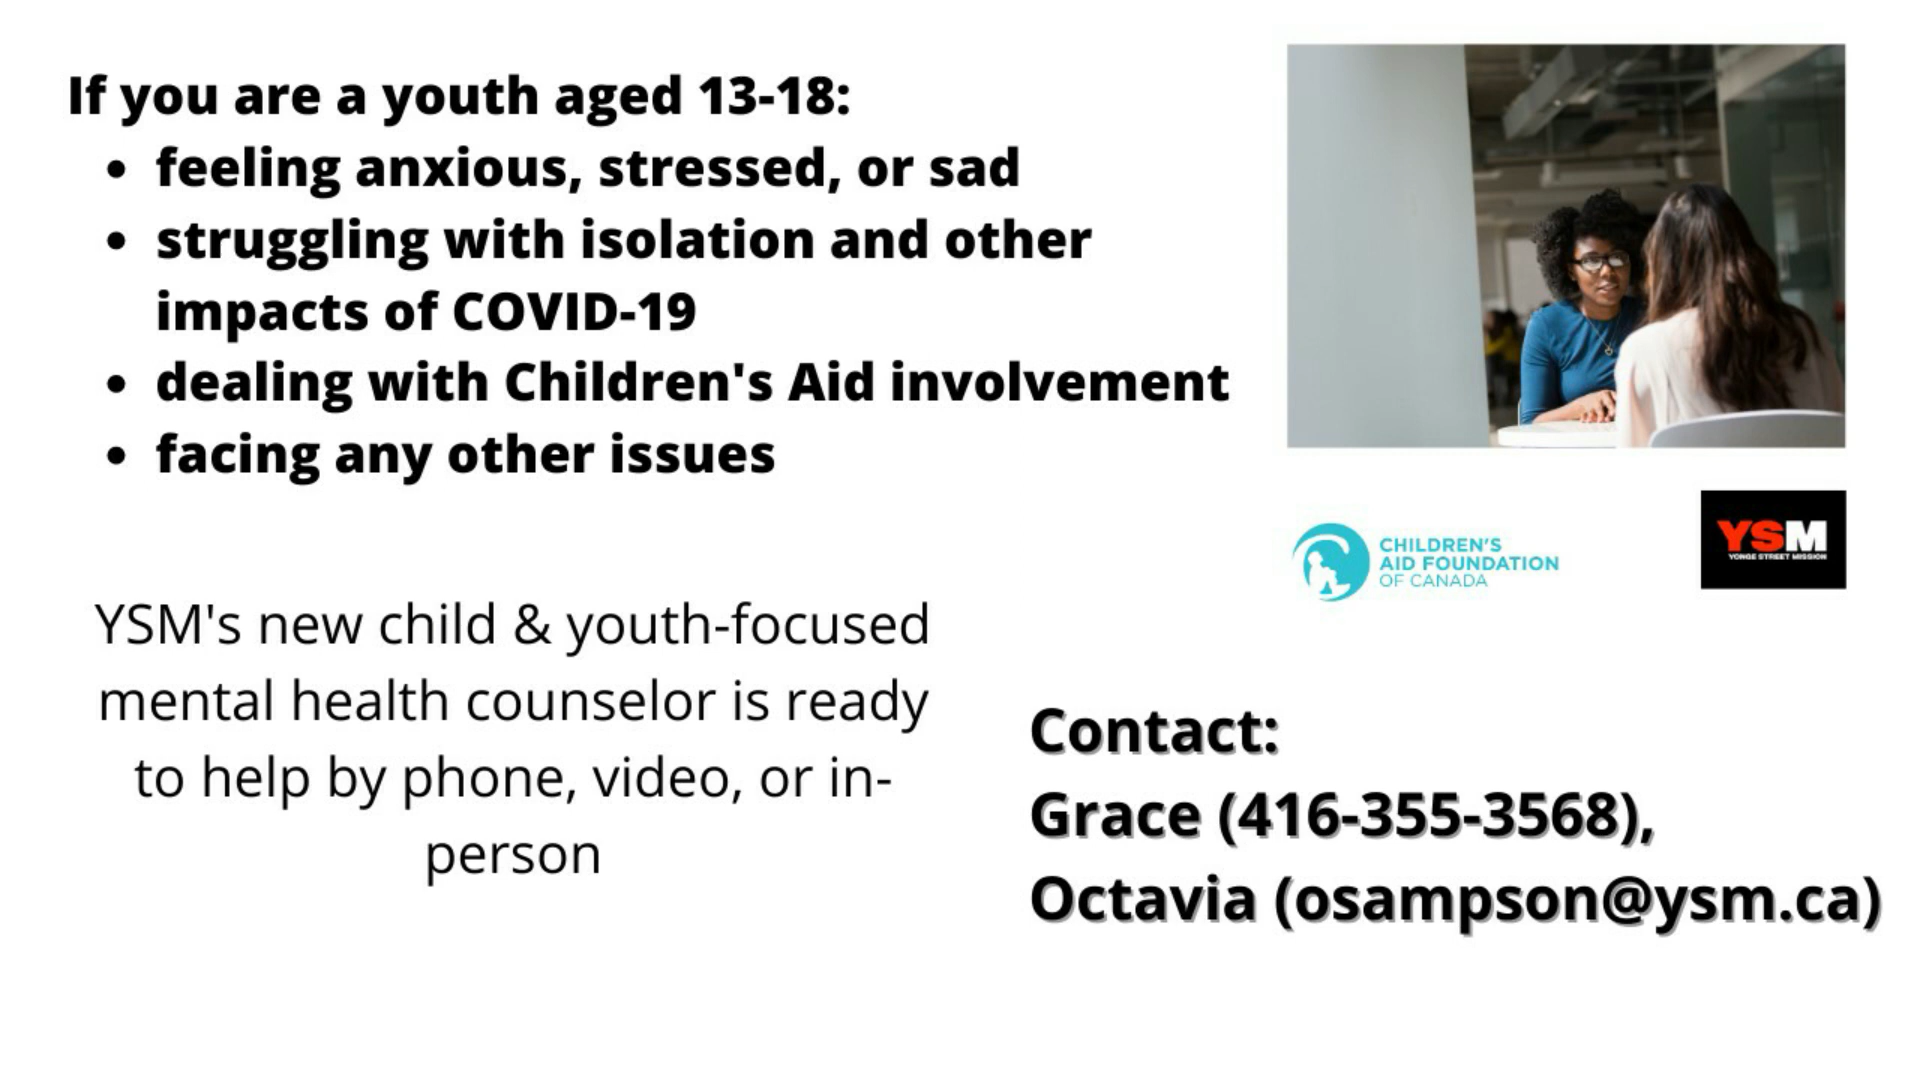 If you are a youth aged 13-18:
• feeling anxious, stressed, or sad
• struggling with isolation and other
impacts of COVID-19
• dealing with Children's Aid involvement
• facing any other issues
CHILDREN'S
AID FOUNDATION
OF CANADA
YSM
YONGE STREET MISSION
YSM's new child & youth-focused
mental health counselor is ready
to help by phone, video, or in-
person
Contact:
Grace (416-355-3568),
Octavia (osampson@ysm.ca)